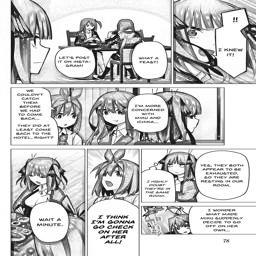 !!
I KNEW
IT!
WHAT
A
FEAST!
LET'S POST
IT ON INSTA-
GRAM!
WE
COULDN'T
CATCH
THEM
BEFORE
WE HAD
TO COME
BACK...
THEY DID AT
LEAST COME
BACK TO THE
HOTEL, RIGHT?
I'M MORE
CONCERNED
WITH
MIKU AND
ICHIKA...
YES, THEY BOTH
APPEAR TO BE
EXHAUSTED,
SO THEY ARE
RESTING IN
OUR ROOM.
I HIGHLY
DOUBT
THEY'RE IN
THE SAME
ROOM...
I WONDER
WHAT MADE
MIKU SUDDENLY
DECIDE TO GO
OFF ON HER
OWN...
I THINK
I'M GONNA
GO CHECK
ON HER
AFTER
ALL!
WAIT A
MINUTE.
78